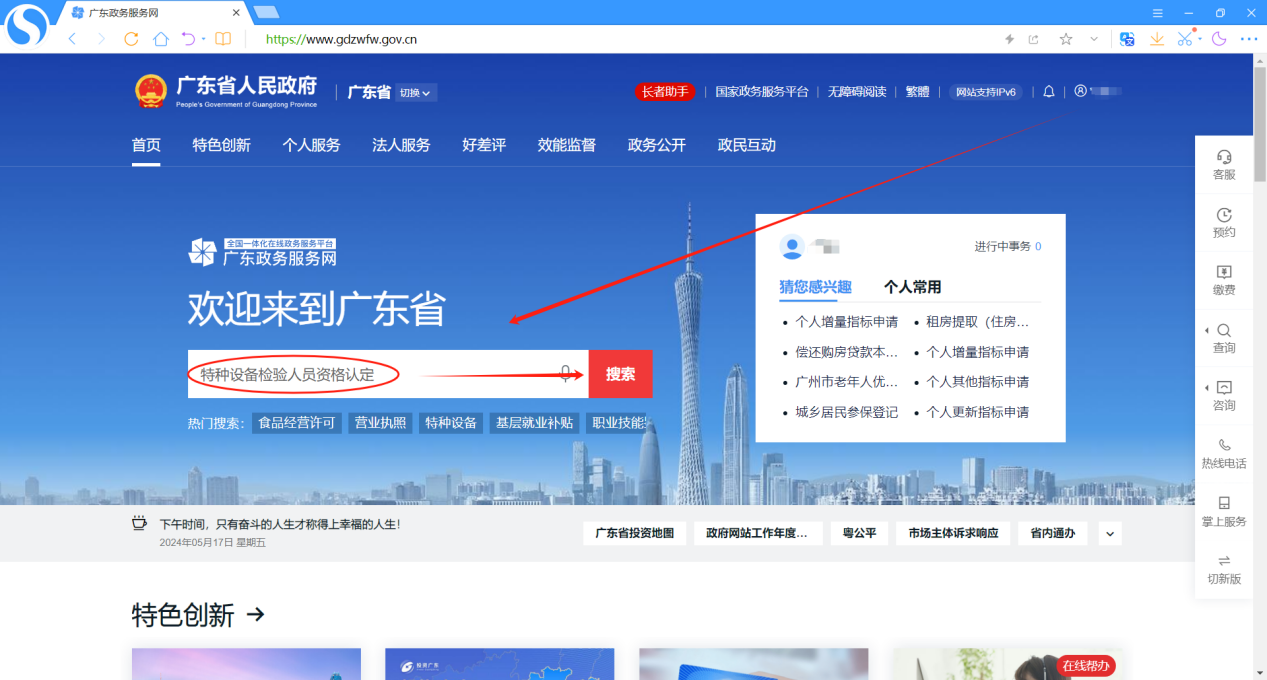 广东政务服务网
https://www.gdzwfw.gov.cn
广东省人民政府
People's Government of Guangdong Province
广东省 切换
长者助手 国家政务服务平台 无障碍阅读 繁體 网站支持IPv6
首页 特色创新 个人服务 法人服务 好差评 效能监督 政务公开 政民互动
全国一体化在线政务服务平台
广东政务服务网
欢迎来到广东省
特种设备检验人员资格认定 搜索
热门搜索: 食品经营许可 营业执照 特种设备 基层就业补贴 职业技能
进行中事务 0
猜您感兴趣 个人常用
个人增量指标申请 租房提取（住房...
偿还购房贷款本... 个人增量指标申请
广州市老年人优... 个人其他指标申请
城乡居民参保登记 个人更新指标申请
客服
预约
缴费
查询
咨询
热线电话
掌上服务
切新版
下午时间，只有奋斗的人生才称得上幸福的人生！
2024年05月17日 星期五
广东省投资地图 政府网站工作年度... 粤公平 市场主体诉求响应 省内通办
特色创新 →
投资广东
在线帮办